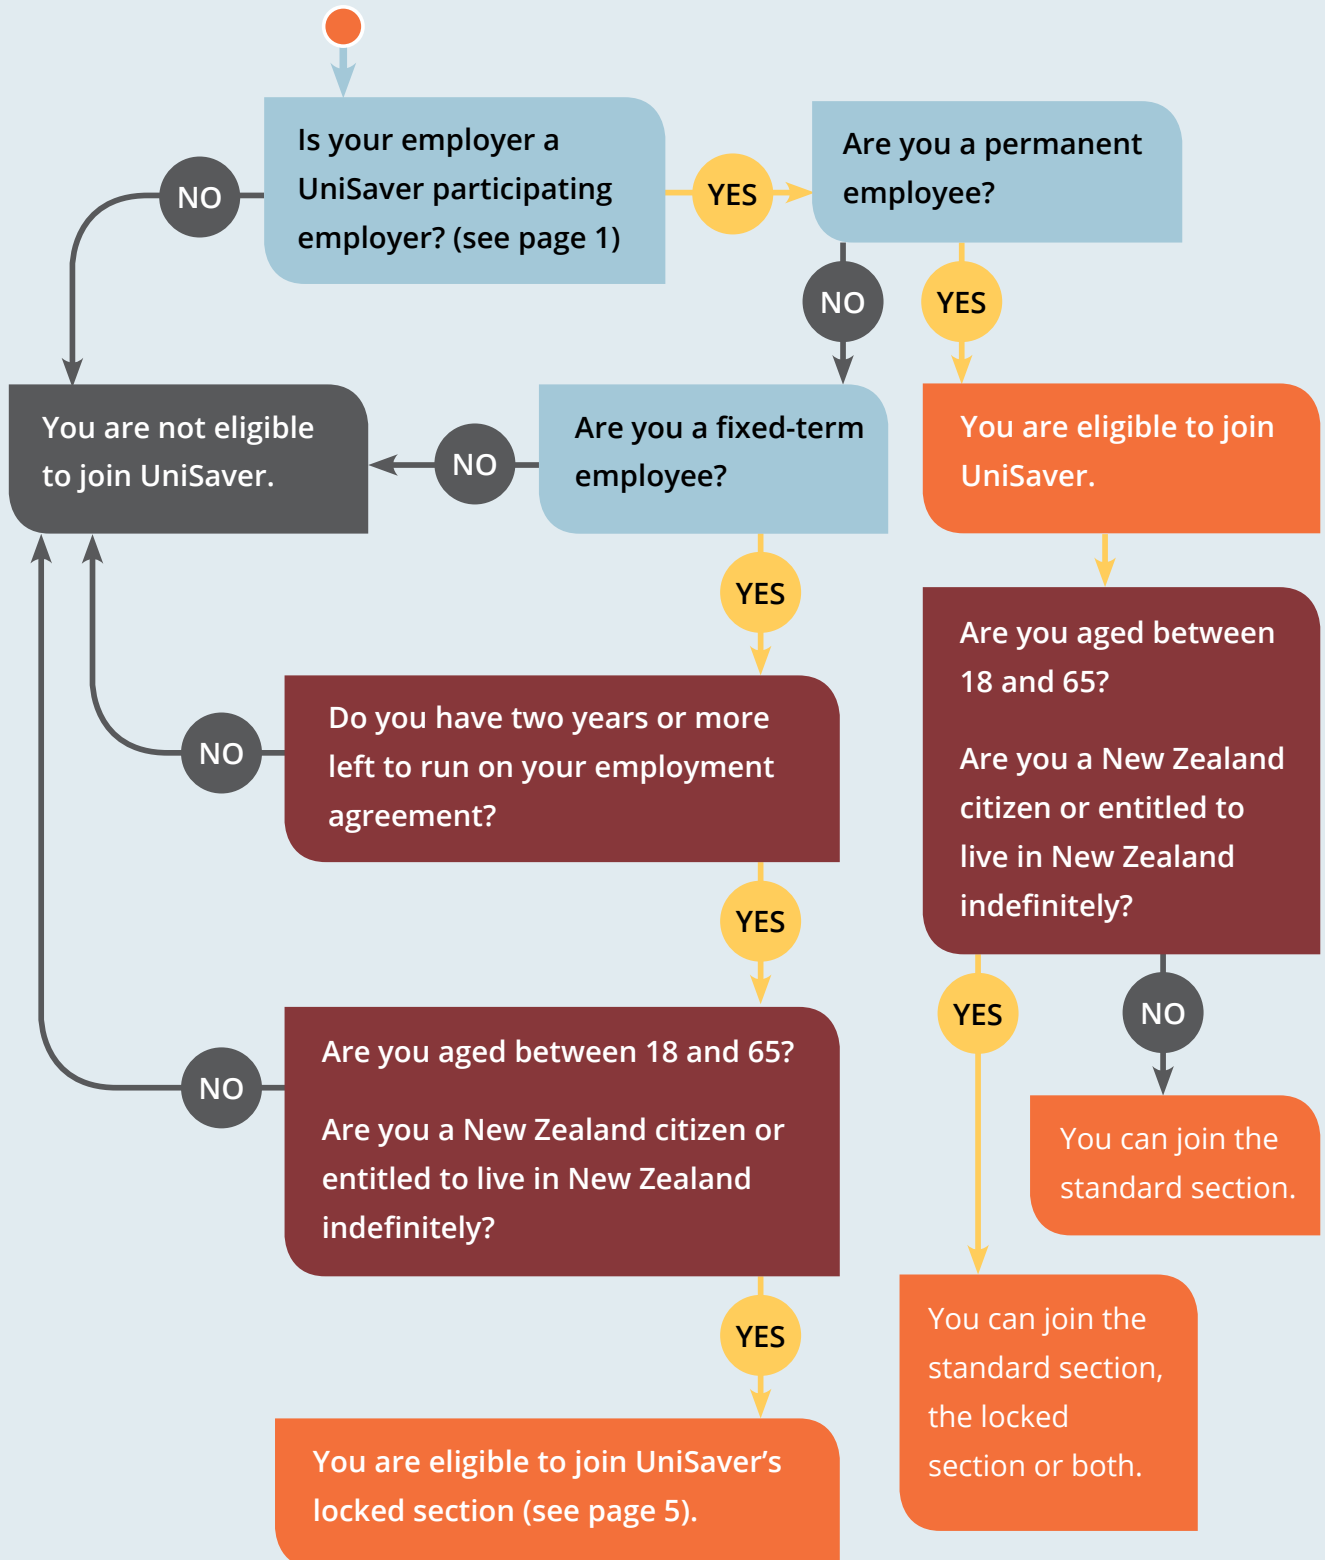 Is your employer a
UniSaver participating
employer? (see page 1)
NO
YES
Are you a permanent
employee?
NO
YES
You are not eligible
to join UniSaver.
NO
Are you a fixed-term
employee?
You are eligible to join
UniSaver.
YES
Are you aged between
18 and 65?
Are you a New Zealand
citizen or entitled to
live in New Zealand
indefinitely?
Do you have two years or more
left to run on your employment
agreement?
NO
YES
YES
NO
Are you aged between 18 and 65?
Are you a New Zealand citizen or
entitled to live in New Zealand
indefinitely?
NO
You can join the
standard section.
YES
You can join the
standard section,
the locked
section or both.
You are eligible to join UniSaver’s
locked section (see page 5).